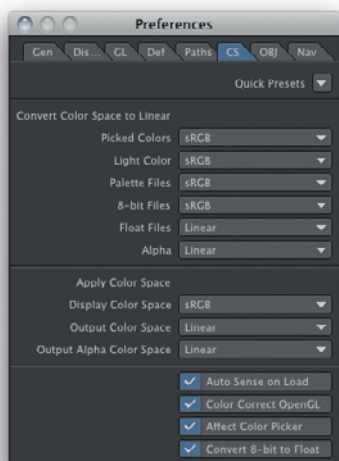 Preferences
Gen Dis... GL Def Paths CS OBJ Nav
Quick Presets
Convert Color Space to Linear
Picked Colors sRGB
Light Color sRGB
Palette Files sRGB
8-bit Files sRGB
Float Files Linear
Alpha Linear
Apply Color Space
Display Color Space sRGB
Output Color Space Linear
Output Alpha Color Space Linear
Auto Sense on Load
Color Correct OpenGL
Affect Color Picker
Convert 8-bit to Float